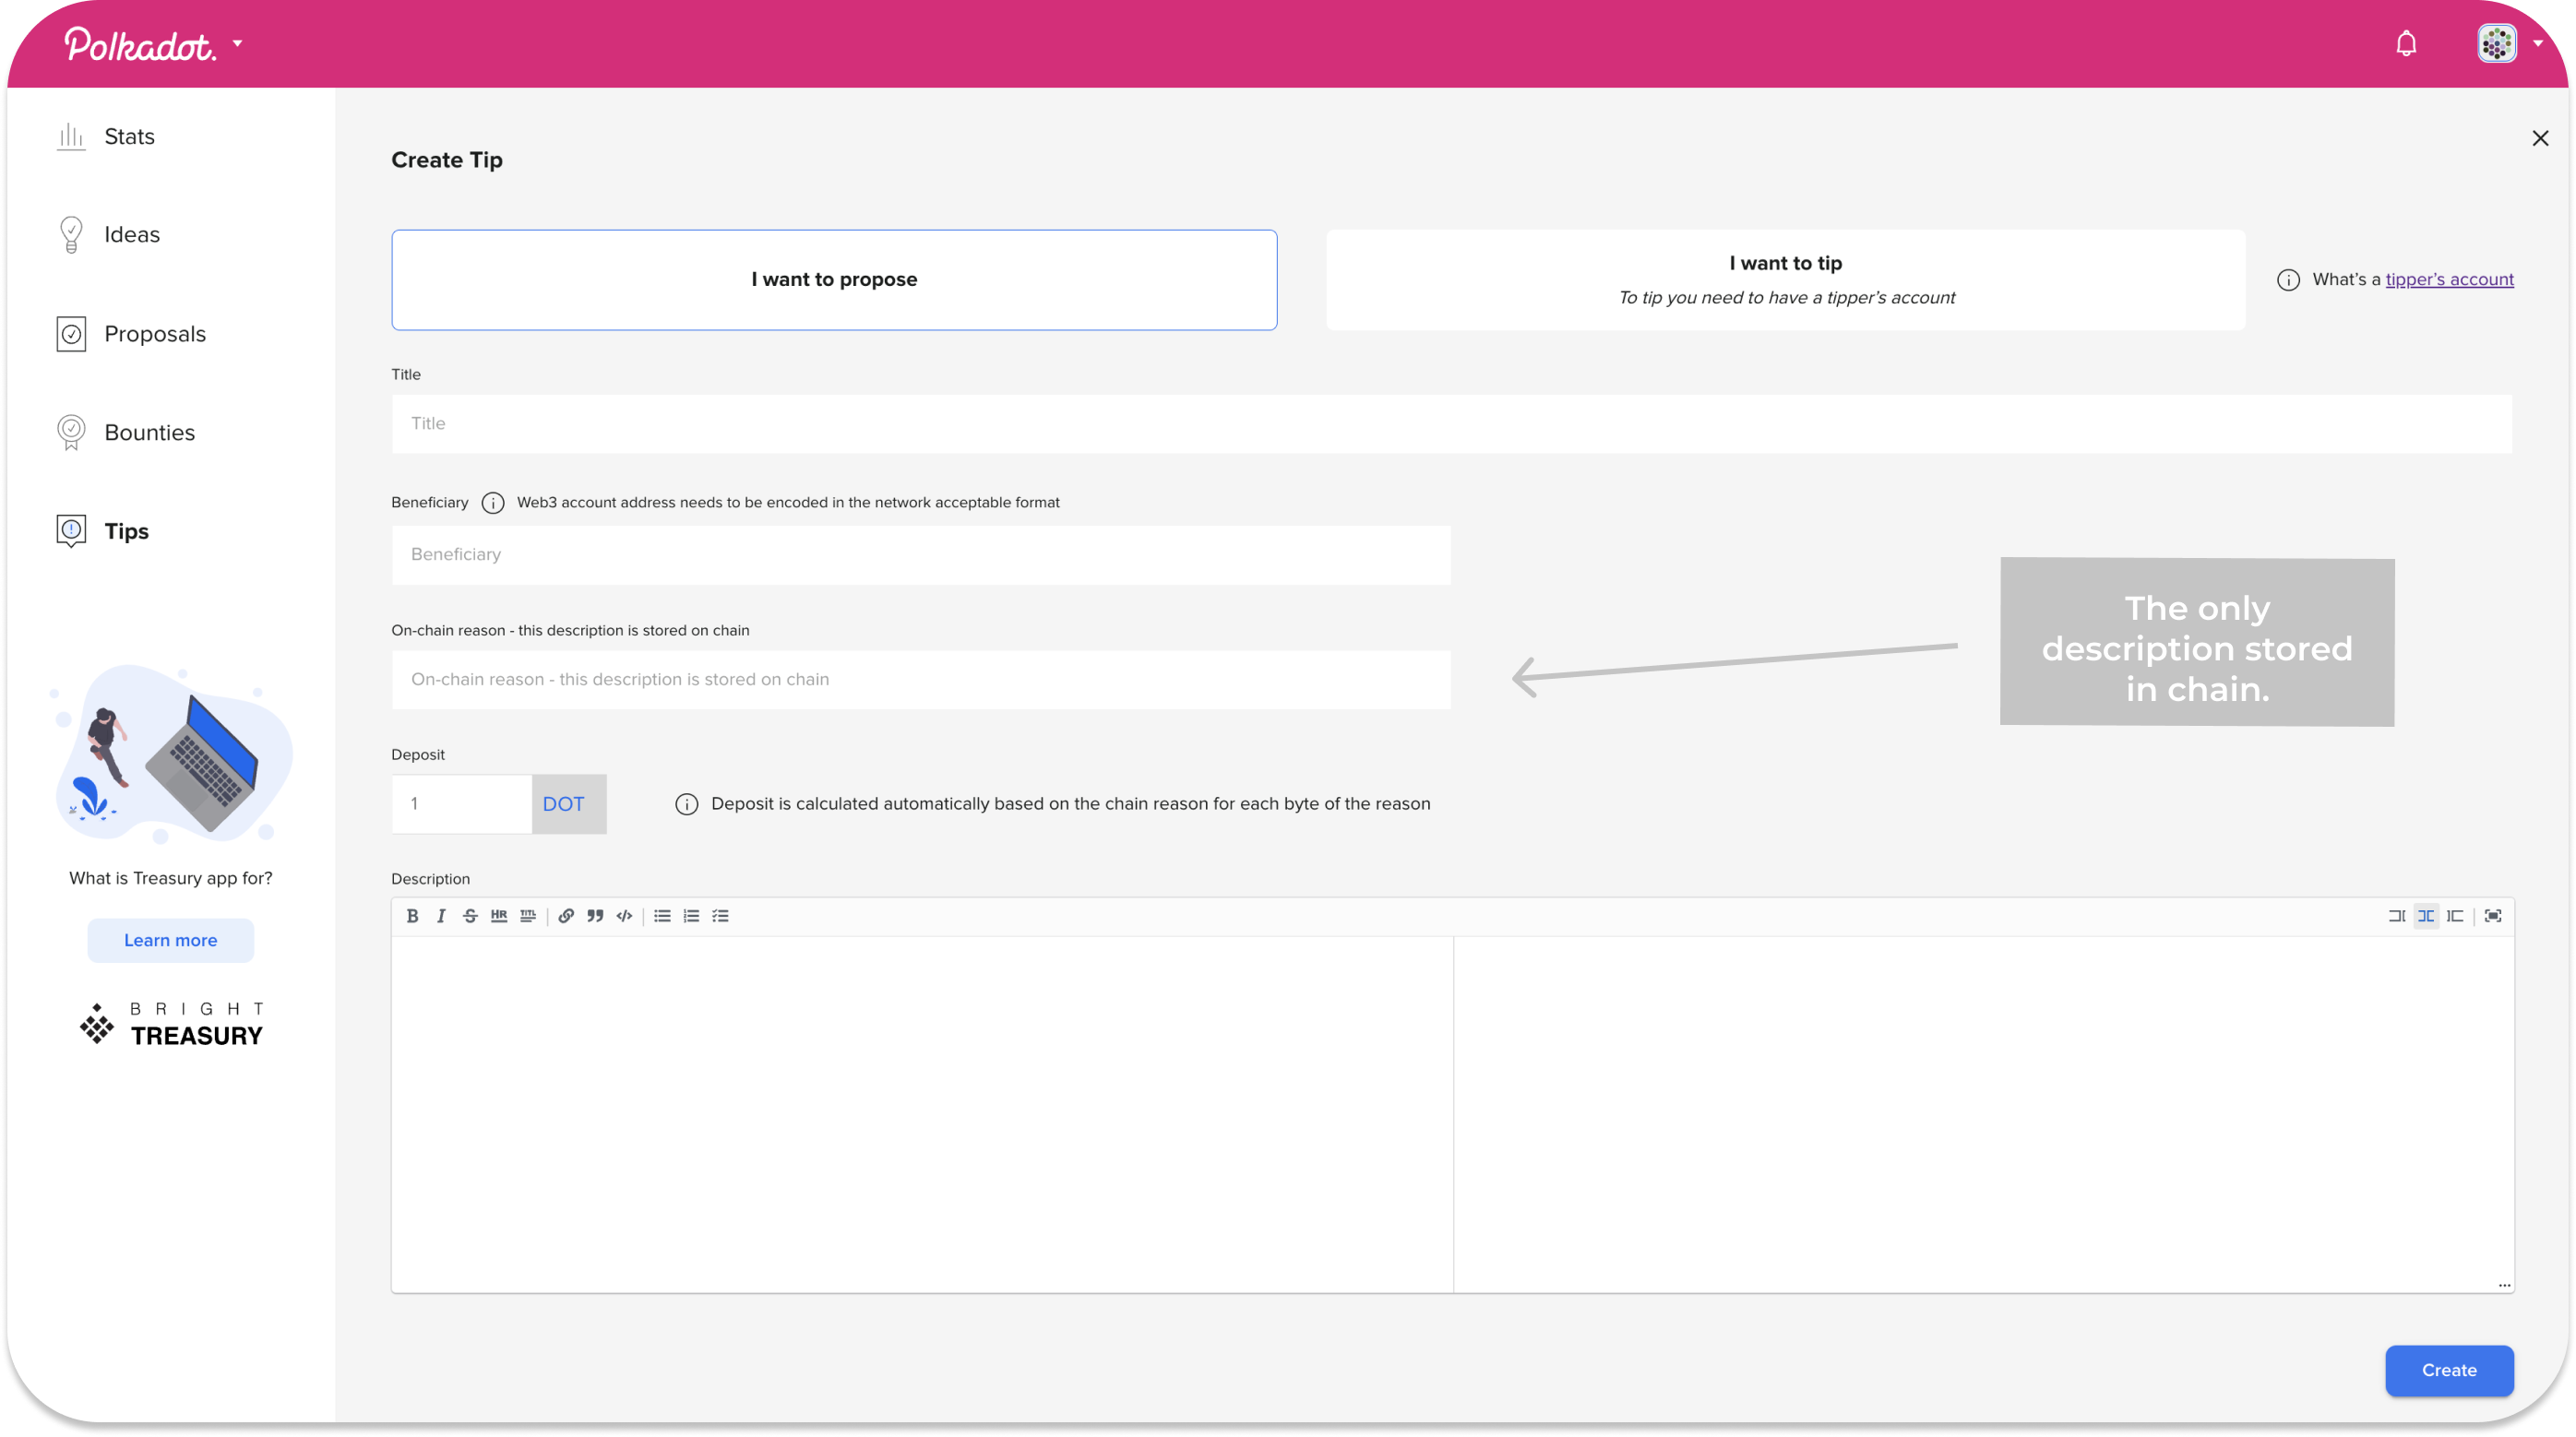 Polkadot.
Stats
Ideas
Proposals
Bounties
Tips
What is Treasury app for?
Learn more
BRIGHT
TREASURY
Create Tip
I want to propose
I want to tip
To tip you need to have a tipper's account
What's a tipper's account
Title
Title
Beneficiary Web3 account address needs to be encoded in the network acceptable format
Beneficiary
On-chain reason - this description is stored on chain
On-chain reason - this description is stored on chain
The only
description stored
in chain.
Deposit
1 DOT Deposit is calculated automatically based on the chain reason for each byte of the reason
Description
B I S HR TITL
Create